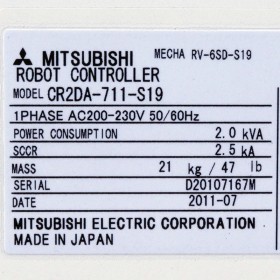 MITSUBISHI MECHA RV-6SD-S19
ROBOT CONTROLLER
MODEL CR2DA-711-S19
1PHASE AC200-230V 50/60Hz
POWER CONSUMPTION 2.0 kVA
SCCR 2.5 kA
MASS 21 kg / 47 lb
SERIAL D20107167M
DATE 2011-07
MITSUBISHI ELECTRIC CORPORATION
MADE IN JAPAN